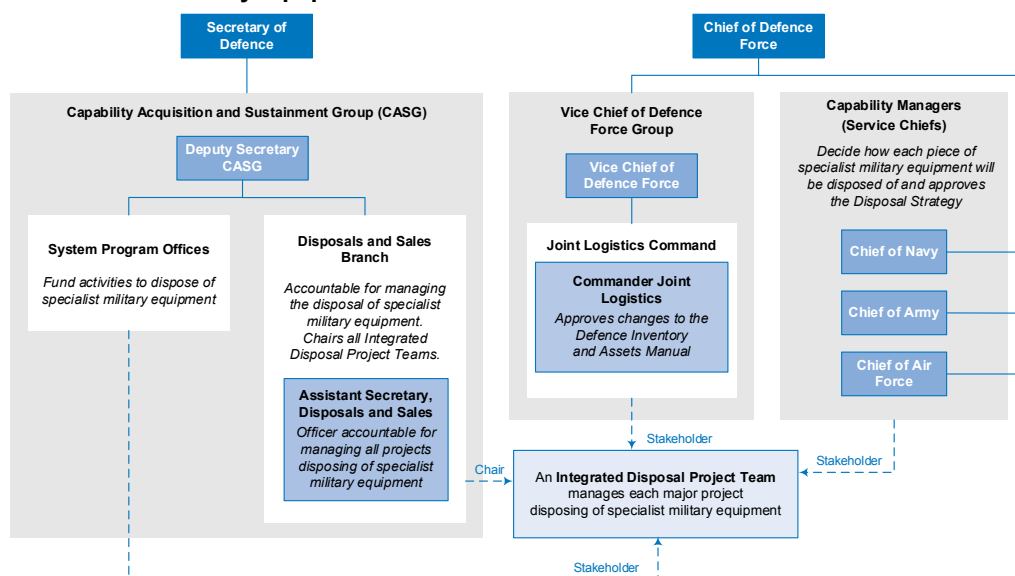 Secretary of
Defence
Chief of Defence
Force
Capability Acquisition and Sustainment Group (CASG)
Deputy Secretary
CASG
System Program Offices
Fund activities to dispose of
specialist military equipment
Disposals and Sales
Branch
Accountable for managing
the disposal of specialist
military equipment.
Chairs all Integrated
Disposal Project Teams.
Assistant Secretary,
Disposals and Sales
Officer accountable for
managing all projects
disposing of specialist
military equipment
Vice Chief of Defence
Force Group
Vice Chief of
Defence Force
Joint Logistics Command
Commander Joint
Logistics
Approves changes to the
Defence Inventory
and Assets Manual
Capability Managers
(Service Chiefs)
Decide how each piece of
specialist military equipment will
be disposed of and approves
the Disposal Strategy
Chief of Navy
Chief of Army
Chief of Air
Force
Stakeholder
Stakeholder
Chair
An Integrated Disposal Project Team
manages each major project
disposing of specialist military equipment
Stakeholder